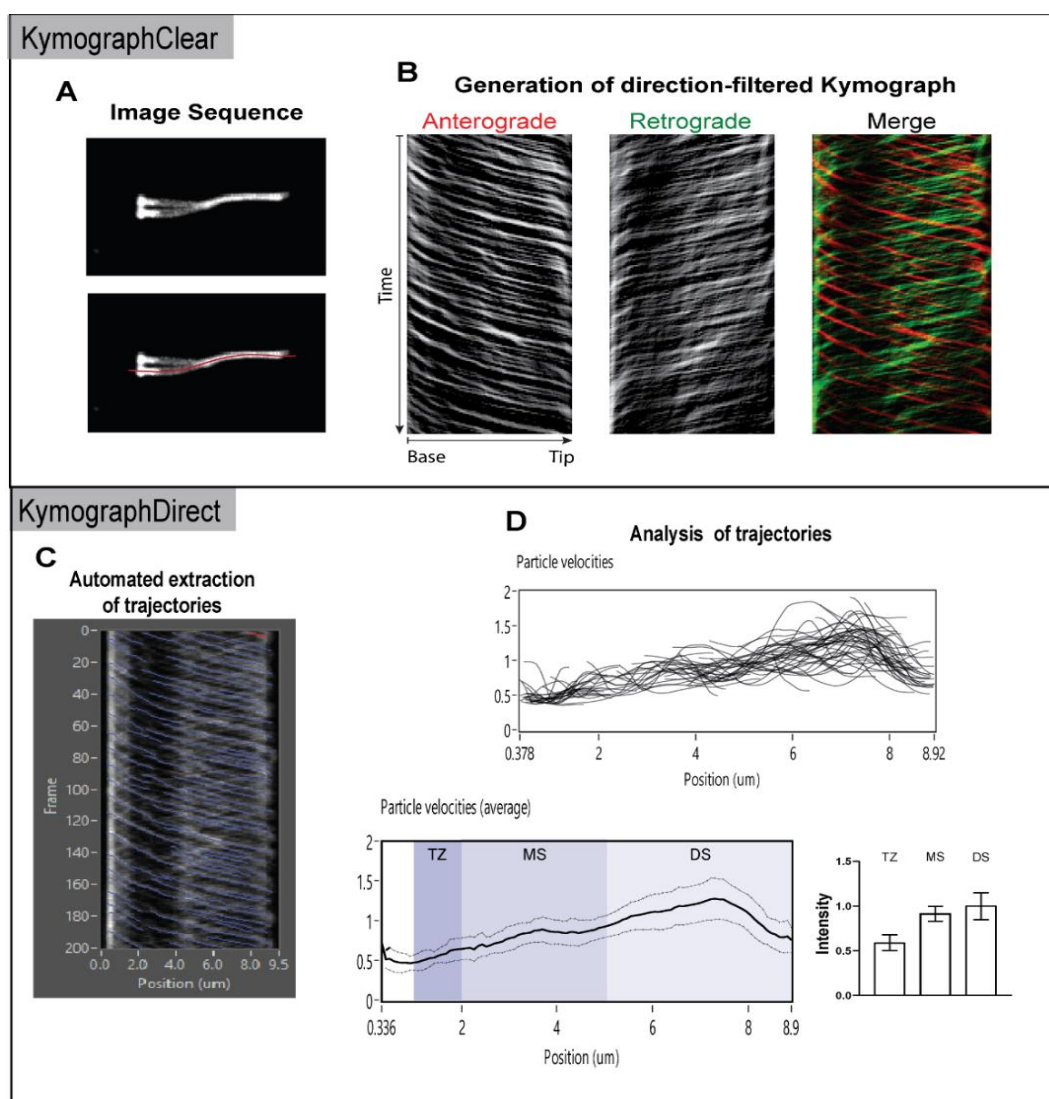 KymographClear
A
Image Sequence
B
Generation of direction-filtered Kymograph
Anterograde
Retrograde
Merge
Time
Base
Tip
KymographDirect
C
Automated extraction
of trajectories
0
20
40
60
80
100
120
140
160
180
200
Frame
0.0
2.0
4.0
6.0
8.0
9.5
Position (um)
D
Analysis of trajectories
Particle velocities
2
1.5
1
0.5
0
0.378
2
4
6
8
8.92
Position (um)
Particle velocities (average)
2
1.5
1
0.5
0
TZ
MS
DS
0.336
2
4
6
8
8.9
Position (um)
TZ
MS
DS
1.5
1.0
0.5
0.0
Intensity